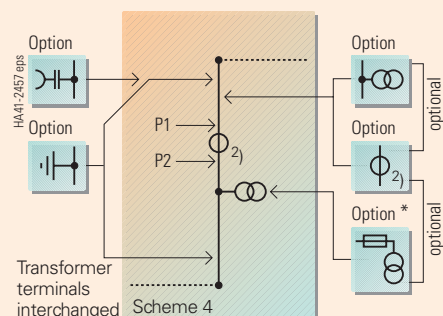 Option
HA41-2457 eps
Option
P1
P2
2)
Option
optional
Option
2)
Option *
optional
Transformer
terminals
interchanged
Scheme 4